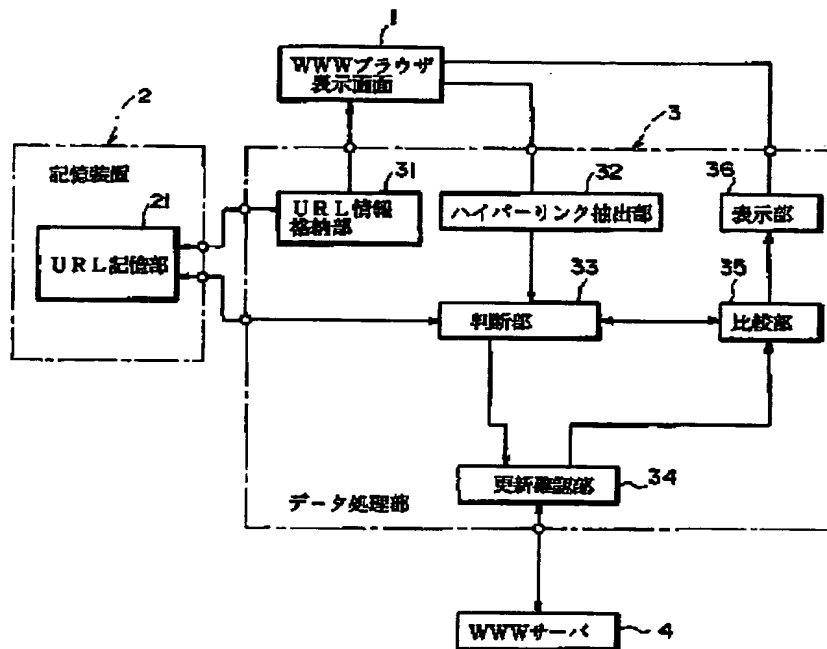 1
WWWブラウザ
表示画面
2
3
記憶装置
21
URL記憶部
31
URL情報
格納部
32
ハイパーリンク抽出部
36
表示部
33
判断部
35
比較部
更新確認部
34
データ処理部
WWWサーバ
4